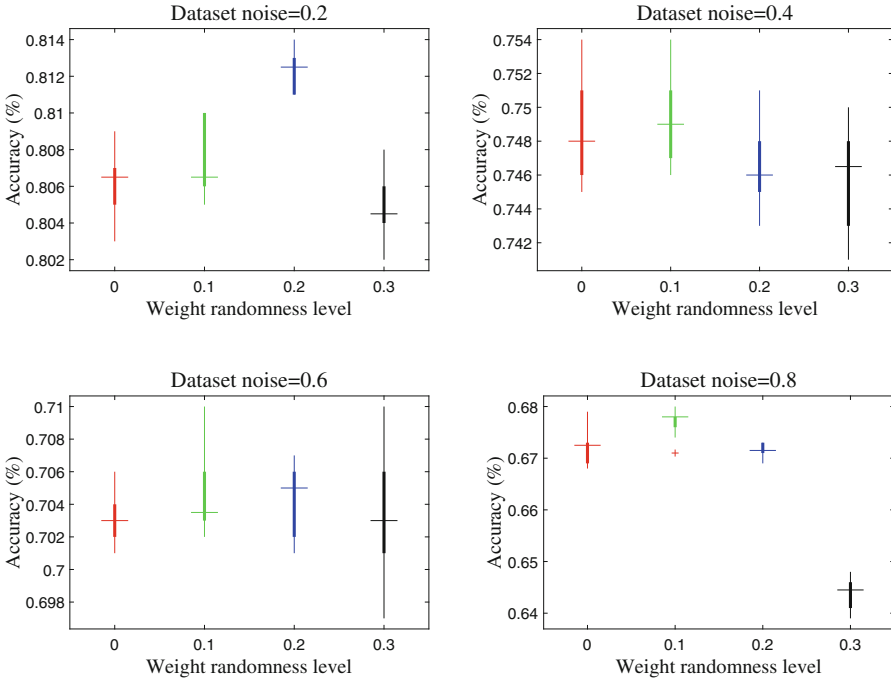 Dataset noise=0.2
Accuracy (%)
0.814
0.812
0.81
0.808
0.806
0.804
0.802
0 0.1 0.2 0.3
Weight randomness level
Dataset noise=0.4
Accuracy (%)
0.754
0.752
0.75
0.748
0.746
0.744
0.742
0 0.1 0.2 0.3
Weight randomness level
Dataset noise=0.6
Accuracy (%)
0.71
0.708
0.706
0.704
0.702
0.7
0.698
0 0.1 0.2 0.3
Weight randomness level
Dataset noise=0.8
Accuracy (%)
0.68
0.67
0.66
0.65
0.64
0 0.1 0.2 0.3
Weight randomness level